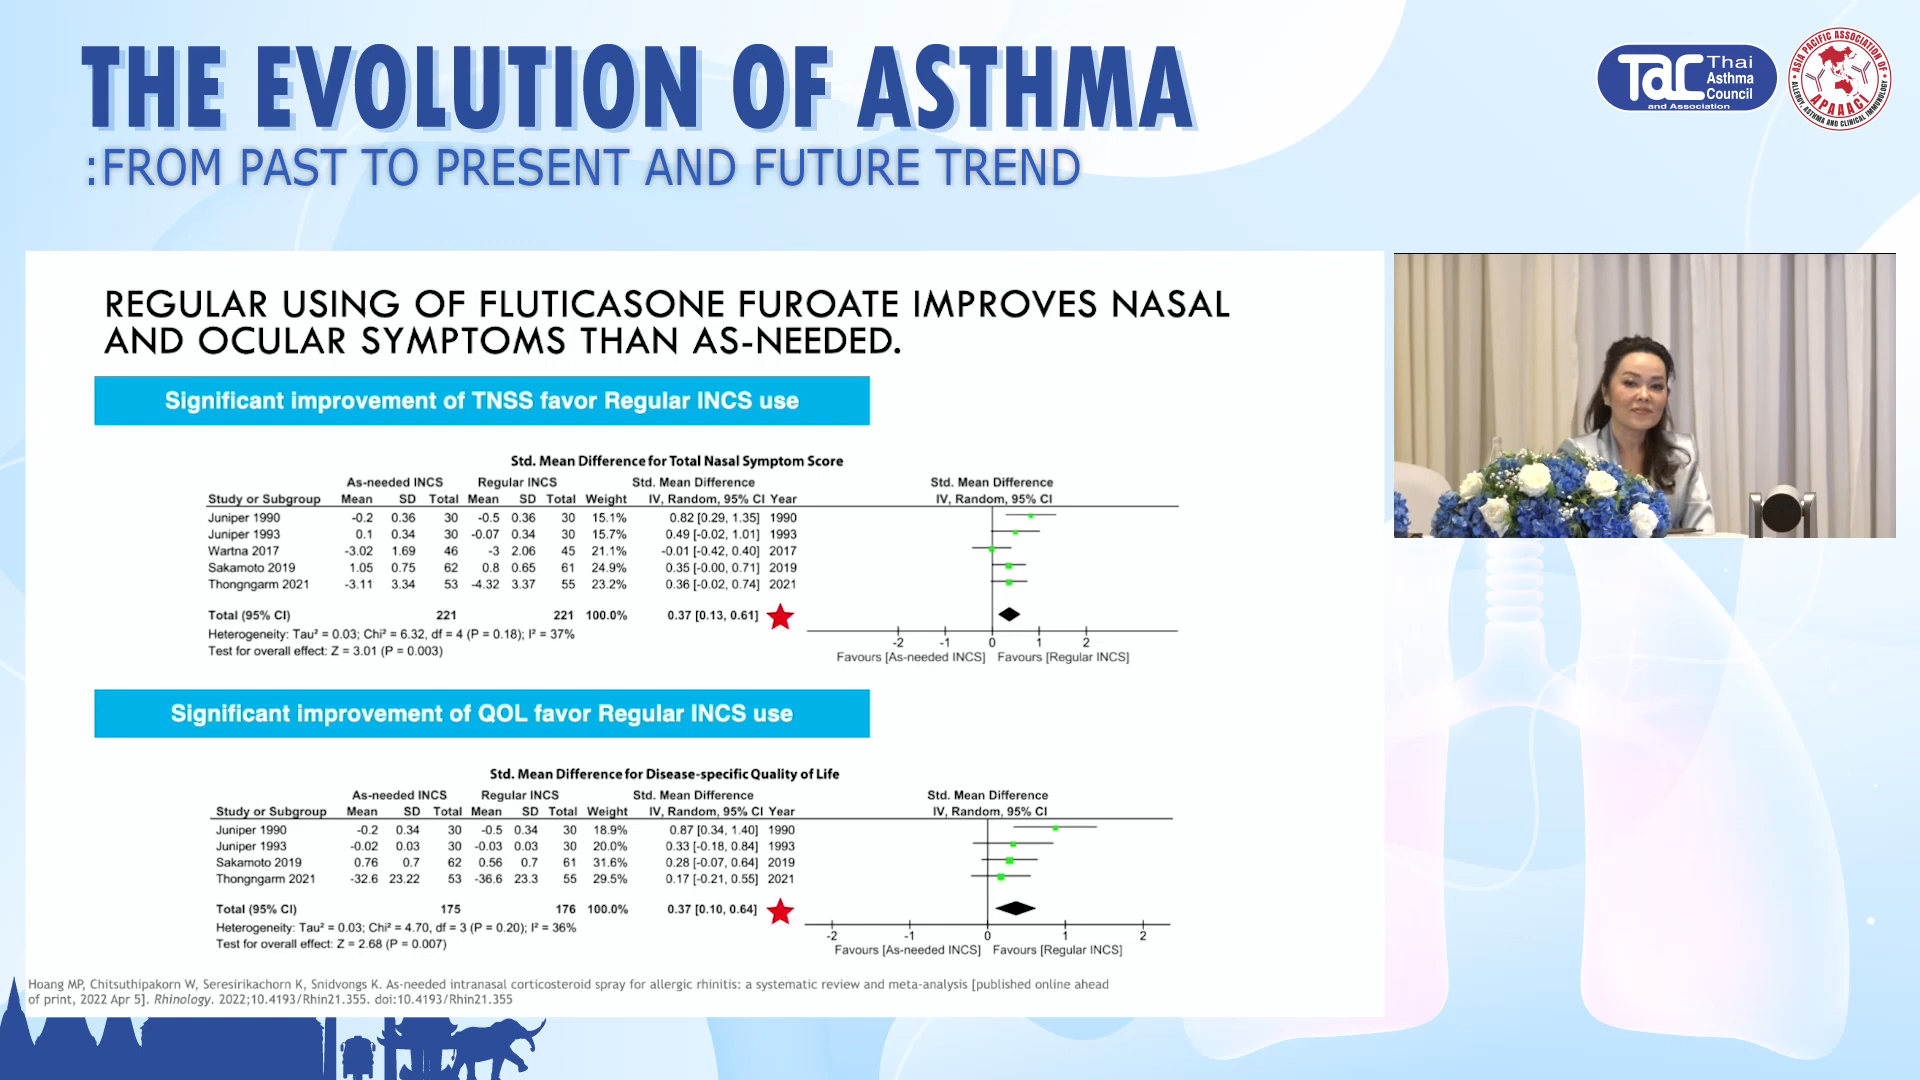 THE EVOLUTION OF ASTHMA
:FROM PAST TO PRESENT AND FUTURE TREND
TaC Thai Asthma Council and Association
ASIA PACIFIC ASSOCIATION OF ALLERGY, ASTHMA AND CLINICAL IMMUNOLOGY
APAAACI
REGULAR USING OF FLUTICASONE FUROATE IMPROVES NASAL
AND OCULAR SYMPTOMS THAN AS-NEEDED.
Significant improvement of TNSS favor Regular INCS use
Std. Mean Difference for Total Nasal Symptom Score
As-needed INCS Regular INCS Std. Mean Difference Std. Mean Difference
Study or Subgroup Mean SD Total Mean SD Total Weight IV, Random, 95% CI Year IV, Random, 95% CI
Juniper 1990 -0.2 0.36 30 -0.5 0.36 30 15.1% 0.82 [0.29, 1.35] 1990
Juniper 1993 0.1 0.34 30 -0.07 0.34 30 15.7% 0.49 [-0.02, 1.01] 1993
Wartna 2017 -3.02 1.69 46 -3 2.06 45 21.1% -0.01 [-0.42, 0.40] 2017
Sakamoto 2019 1.05 0.75 62 0.8 0.65 61 24.9% 0.35 [-0.00, 0.71] 2019
Thongngarm 2021 -3.11 3.34 53 -4.32 3.37 55 23.2% 0.36 [-0.02, 0.74] 2021
Total (95% CI) 221 221 100.0% 0.37 [0.13, 0.61]
Heterogeneity: Tau² = 0.03; Chi² = 6.32, df = 4 (P = 0.18); I² = 37%
Test for overall effect: Z = 3.01 (P = 0.003)
-2 -1 0 1 2
Favours [As-needed INCS] Favours [Regular INCS]
Significant improvement of QOL favor Regular INCS use
Std. Mean Difference for Disease-specific Quality of Life
As-needed INCS Regular INCS Std. Mean Difference Std. Mean Difference
Study or Subgroup Mean SD Total Mean SD Total Weight IV, Random, 95% CI Year IV, Random, 95% CI
Juniper 1990 -0.2 0.34 30 -0.5 0.34 30 18.9% 0.87 [0.34, 1.40] 1990
Juniper 1993 -0.02 0.03 30 -0.03 0.03 30 20.0% 0.33 [-0.18, 0.84] 1993
Sakamoto 2019 0.76 0.7 62 0.56 0.7 61 31.6% 0.28 [-0.07, 0.64] 2019
Thongngarm 2021 -32.6 23.22 53 -36.6 23.3 55 29.5% 0.17 [-0.21, 0.55] 2021
Total (95% CI) 175 176 100.0% 0.37 [0.10, 0.64]
Heterogeneity: Tau² = 0.03; Chi² = 4.70, df = 3 (P = 0.20); I² = 36%
Test for overall effect: Z = 2.68 (P = 0.007)
-2 -1 0 1 2
Favours [As-needed INCS] Favours [Regular INCS]
Hoang MP, Chitsuthipakorn W, Seresirikachorn K, Snidvongs K. As-needed intranasal corticosteroid spray for allergic rhinitis: a systematic review and meta-analysis [published online ahead
of print, 2022 Apr 5]. Rhinology. 2022;10.4193/Rhin21.355. doi:10.4193/Rhin21.355